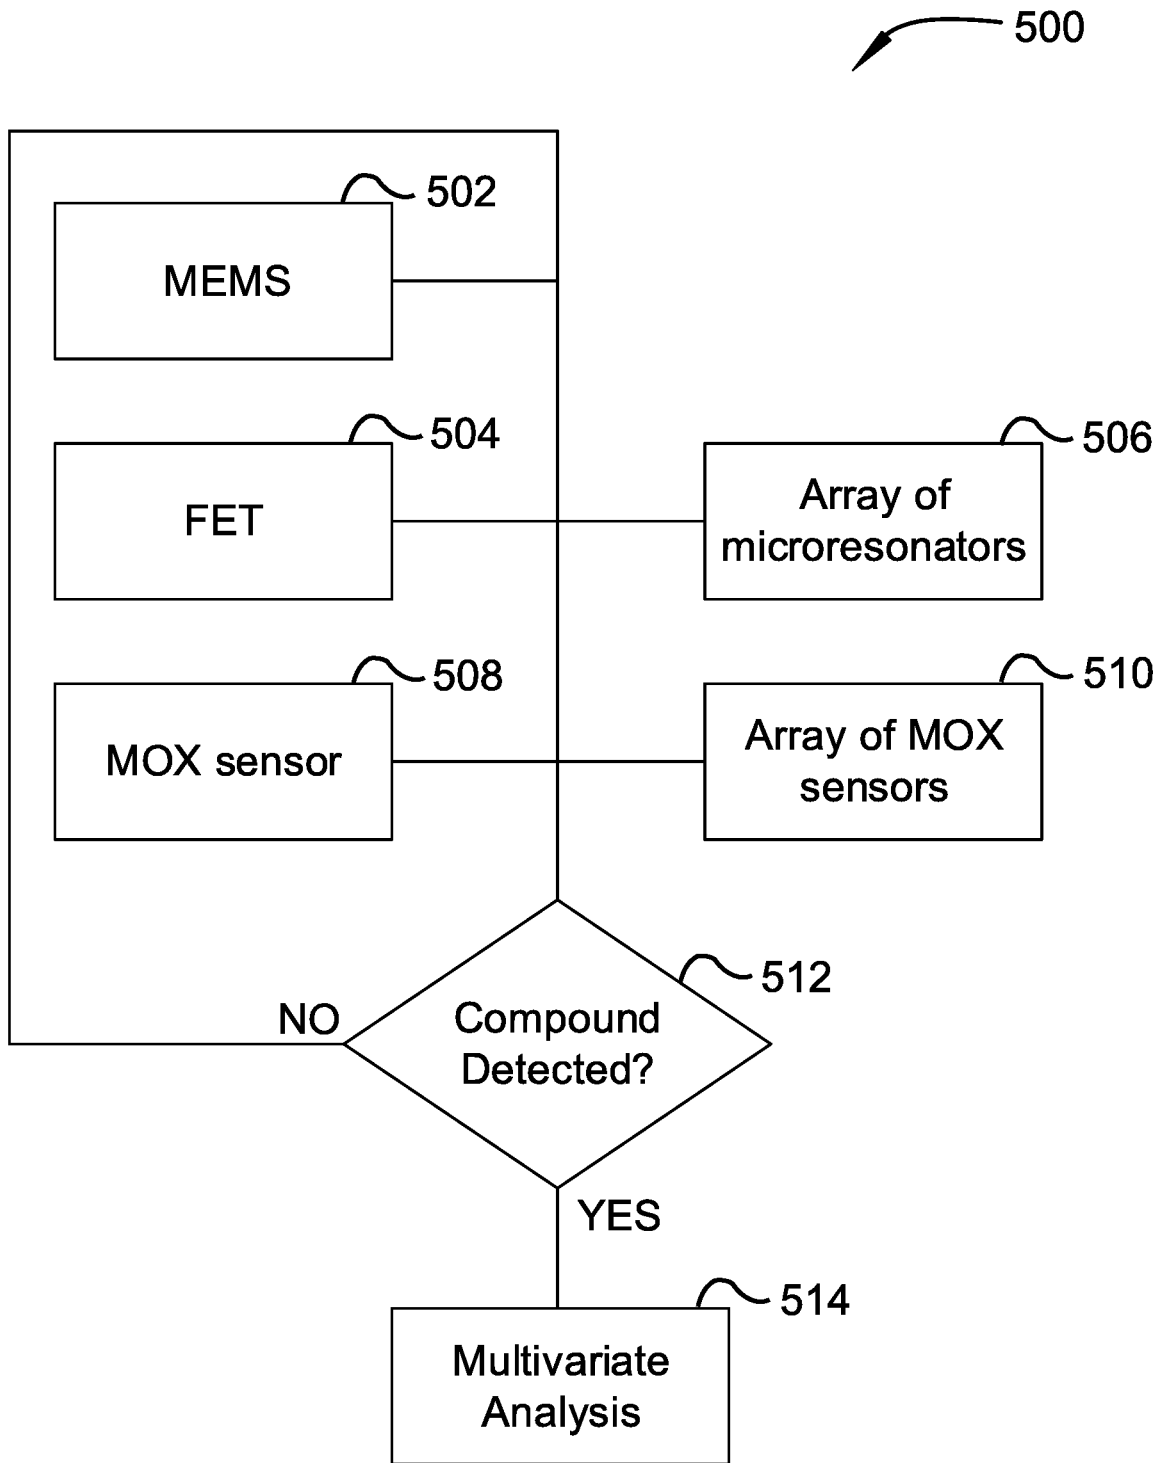 500
502
MEMS
504
FET
506
Array of
microresonators
508
MOX sensor
510
Array of MOX
sensors
512
Compound
Detected?
NO
YES
514
Multivariate
Analysis